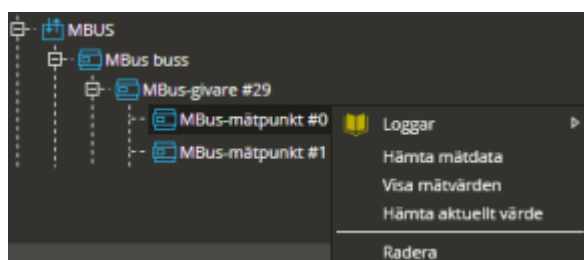 MBUS
MBus buss
MBus-givare #29
MBus-mätpunkt #0
MBus-mätpunkt #1
Loggar
Hämta mätdata
Visa mätvärden
Hämta aktuellt värde
Radera